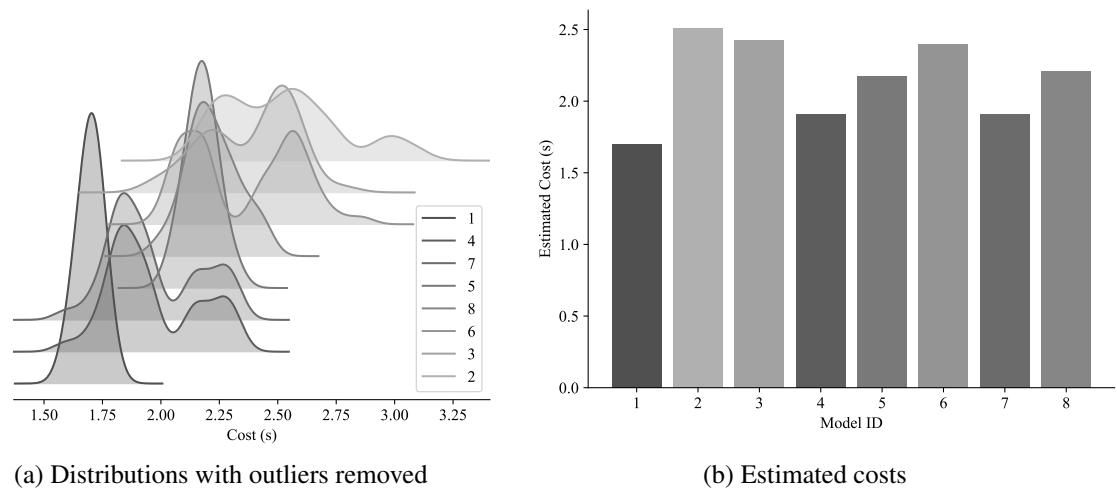 1
4
7
5
8
6
3
2
1.50 1.75 2.00 2.25 2.50 2.75 3.00 3.25
Cost (s)
(a) Distributions with outliers removed
2.5
2.0
1.5
1.0
0.5
0.0
Estimated Cost (s)
1 2 3 4 5 6 7 8
Model ID
(b) Estimated costs